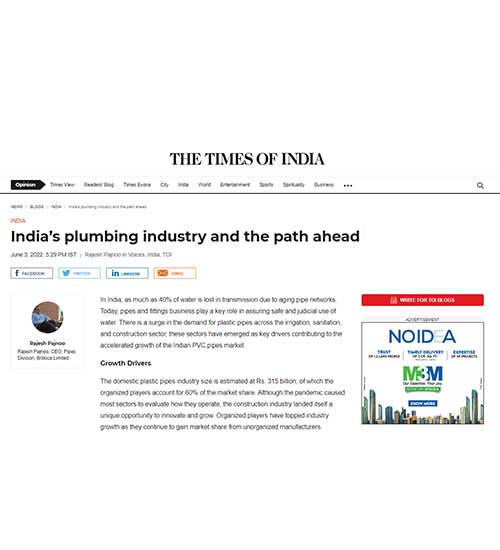 THE TIMES OF INDIA
Opinion Times View Readers' Blog Times Evoke City India World Entertainment Sports Spirituality Business
NEWS BLOGS INDIA India's plumbing industry and the path ahead
INDIA
India's plumbing industry and the path ahead
June 3, 2022, 5:29 PM IST | Rajesh Pajnoo in Voices, India, TOI
FACEBOOK TWITTER LINKEDIN EMAIL
Rajesh Pajnoo
Rajesh Pajnoo, CEO, Pipes
Division, Brilloca Limited
In India, as much as 40% of water is lost in transmission due to aging pipe networks.
Today, pipes and fittings business play a key role in assuring safe and judicial use of
water. There is a surge in the demand for plastic pipes across the irrigation, sanitation,
and construction sector; these sectors have emerged as key drivers contributing to the
accelerated growth of the Indian PVC pipes market.
Growth Drivers
The domestic plastic pipes industry size is estimated at Rs. 315 billion, of which the
organized players account for 60% of the market share. Although the pandemic caused
most sectors to evaluate how they operate, the construction industry landed itself a
unique opportunity to innovate and grow. Organized players have topped industry
growth as they continue to gain market share from unorganized manufacturers.
WRITE FOR TOI BLOGS
ADVERTISEMENT
NOIDEA
TRUST TIMELY DELIVERY EXPERTISE
M3M
Our Expertise. Your Joy.
KNOW MORE